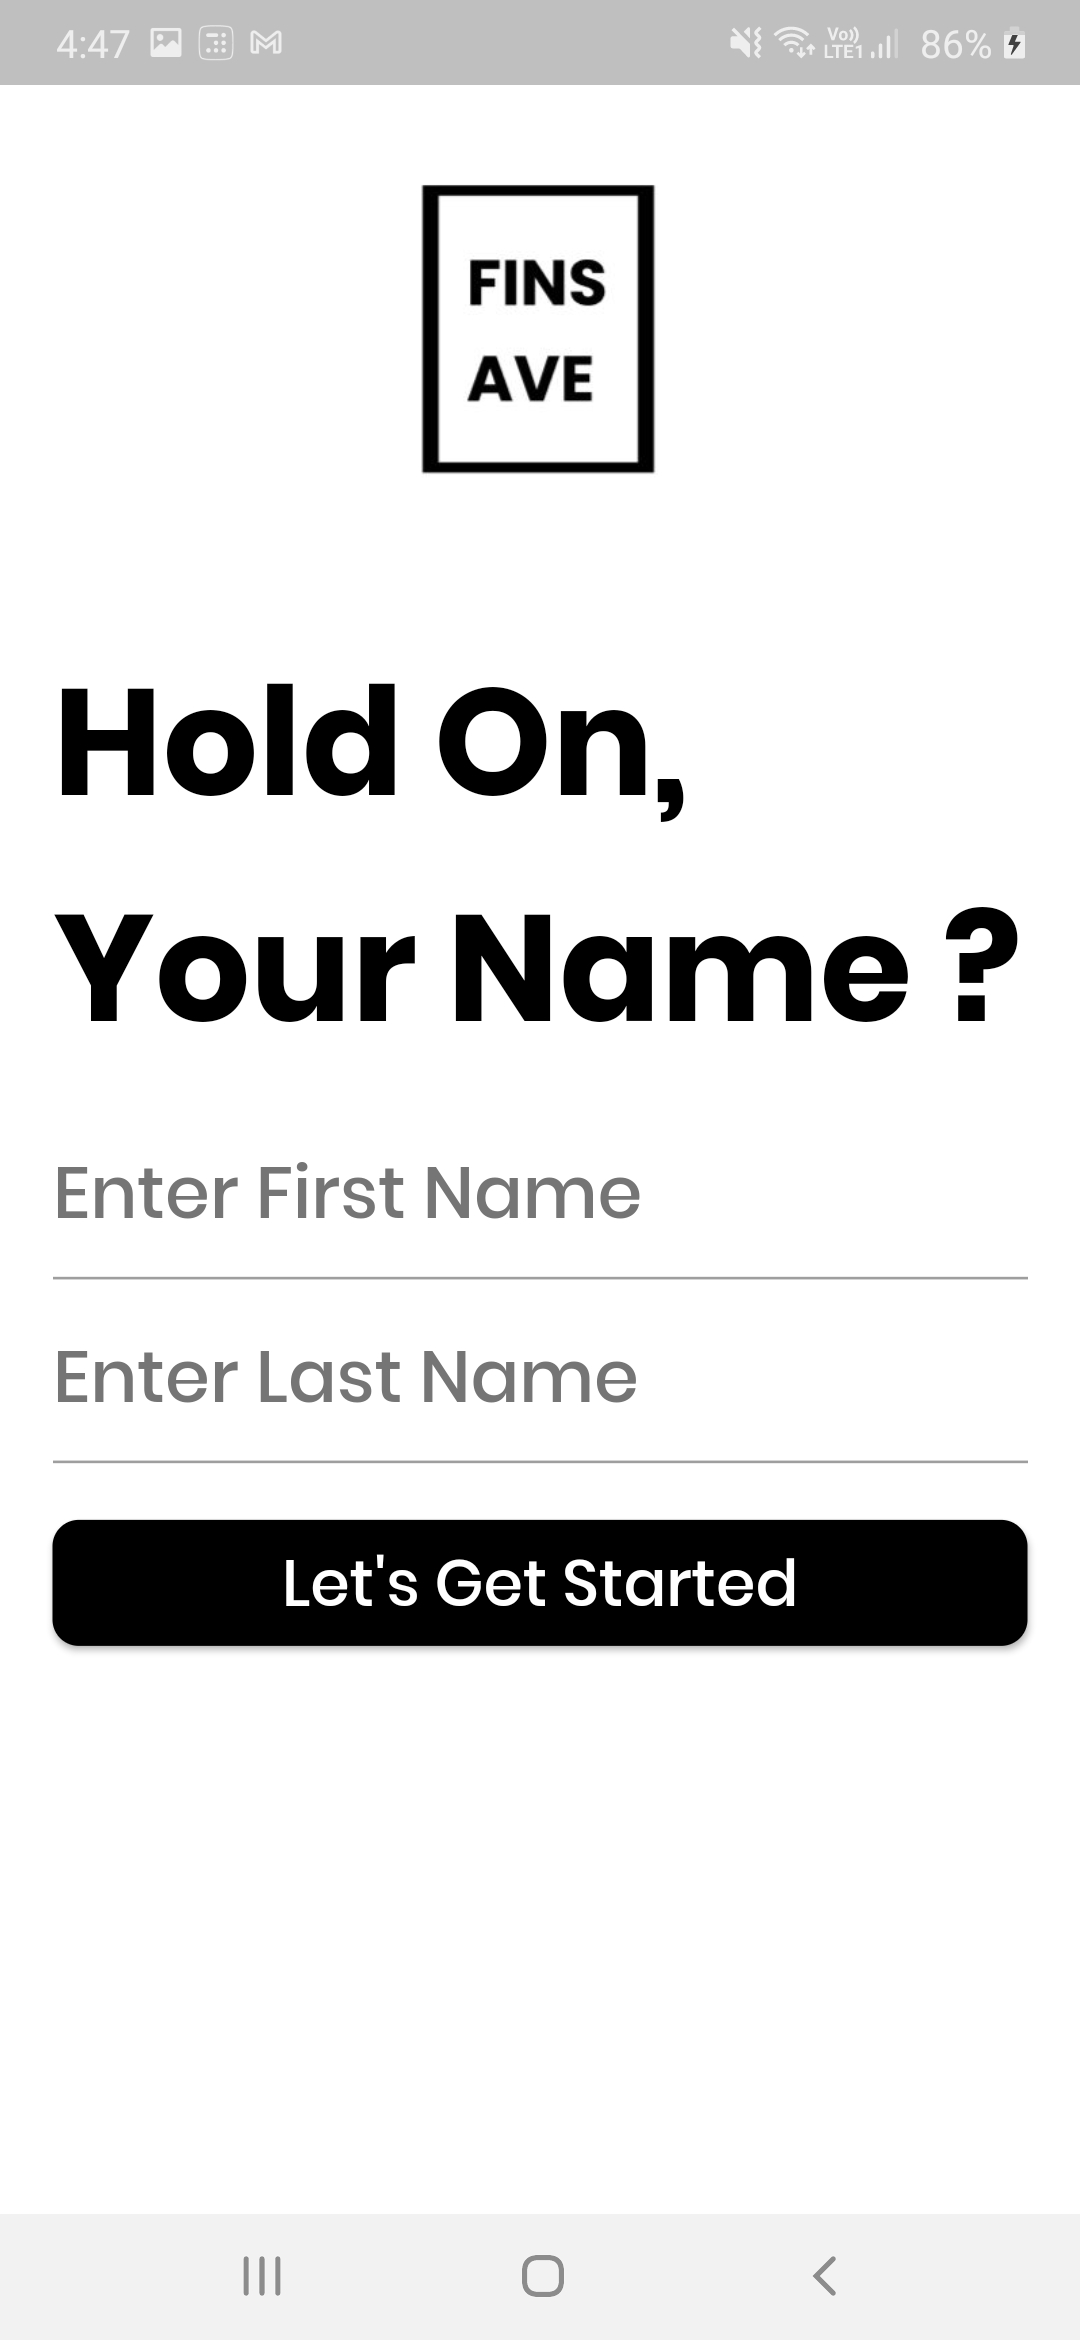 4:47 Vo)) LTE1 86%
FINS
AVE
Hold On,
Your Name ?
Enter First Name
Enter Last Name
Let's Get Started